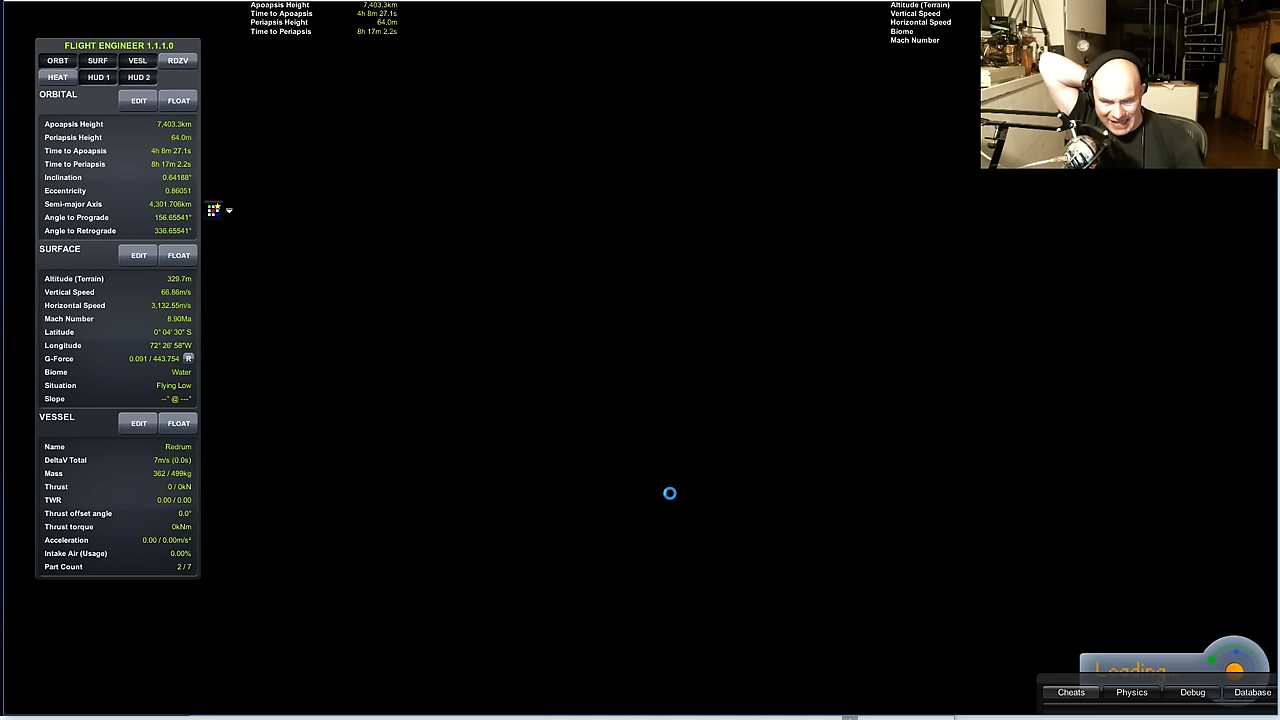 Apoapsis Height 7,403.3km
Time to Apoapsis 4h 8m 27.1s
Periapsis Height 64.0m
Time to Periapsis 8h 17m 2.2s
Altitude (Terrain)
Vertical Speed
Horizontal Speed
Biome
Mach Number
FLIGHT ENGINEER 1.1.1.0
ORBT SURF VESL RDZV
HEAT HUD 1 HUD 2
ORBITAL EDIT FLOAT
Apoapsis Height 7,403.3km
Periapsis Height 64.0m
Time to Apoapsis 4h 8m 27.1s
Time to Periapsis 8h 17m 2.2s
Inclination 0.64188°
Eccentricity 0.86051
Semi-major Axis 4,301.706km
Angle to Prograde 156.65541°
Angle to Retrograde 336.65541°
SURFACE EDIT FLOAT
Altitude (Terrain) 329.7m
Vertical Speed 66.86m/s
Horizontal Speed 3,132.55m/s
Mach Number 8.90Ma
Latitude 0° 04' 30" S
Longitude 72° 26' 58"W
G-Force 0.091 / 443.754 R
Biome Water
Situation Flying Low
Slope --° @ ---°
VESSEL EDIT FLOAT
Name Redrum
DeltaV Total 7m/s (0.0s)
Mass 362 / 499kg
Thrust 0 / 0kN
TWR 0.00 / 0.00
Thrust offset angle 0.0°
Thrust torque 0kNm
Acceleration 0.00 / 0.00m/s²
Intake Air (Usage) 0.00%
Part Count 2 / 7
Loading...
Cheats Physics Debug Database